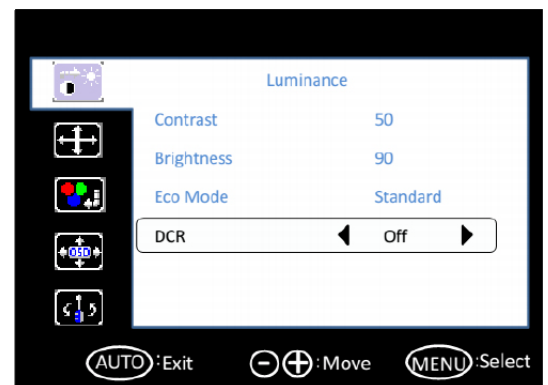 Luminance
Contrast 50
Brightness 90
Eco Mode Standard
DCR Off
OSD
AUTO :Exit - + :Move MENU :Select